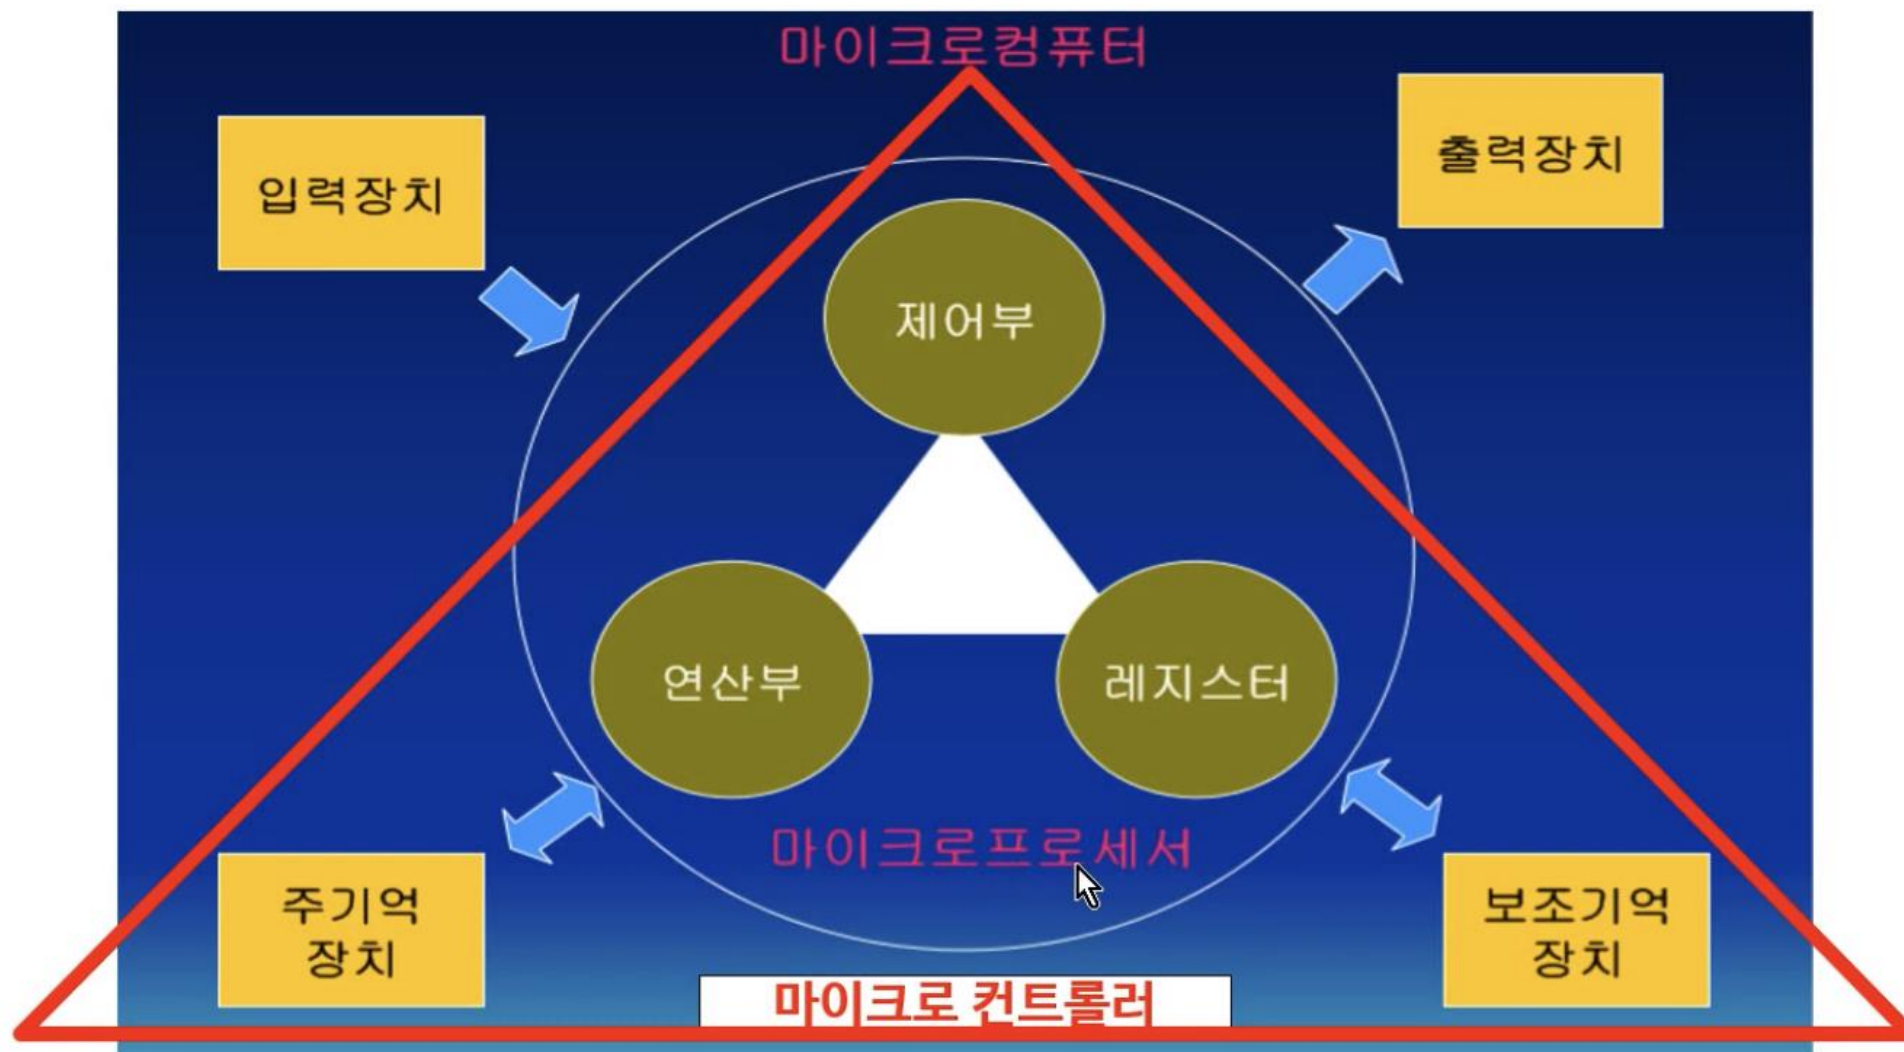 마이크로컴퓨터
입력장치
출력장치
제어부
연산부
레지스터
마이크로프로세서
주기억
장치
보조기억
장치
마이크로 컨트롤러